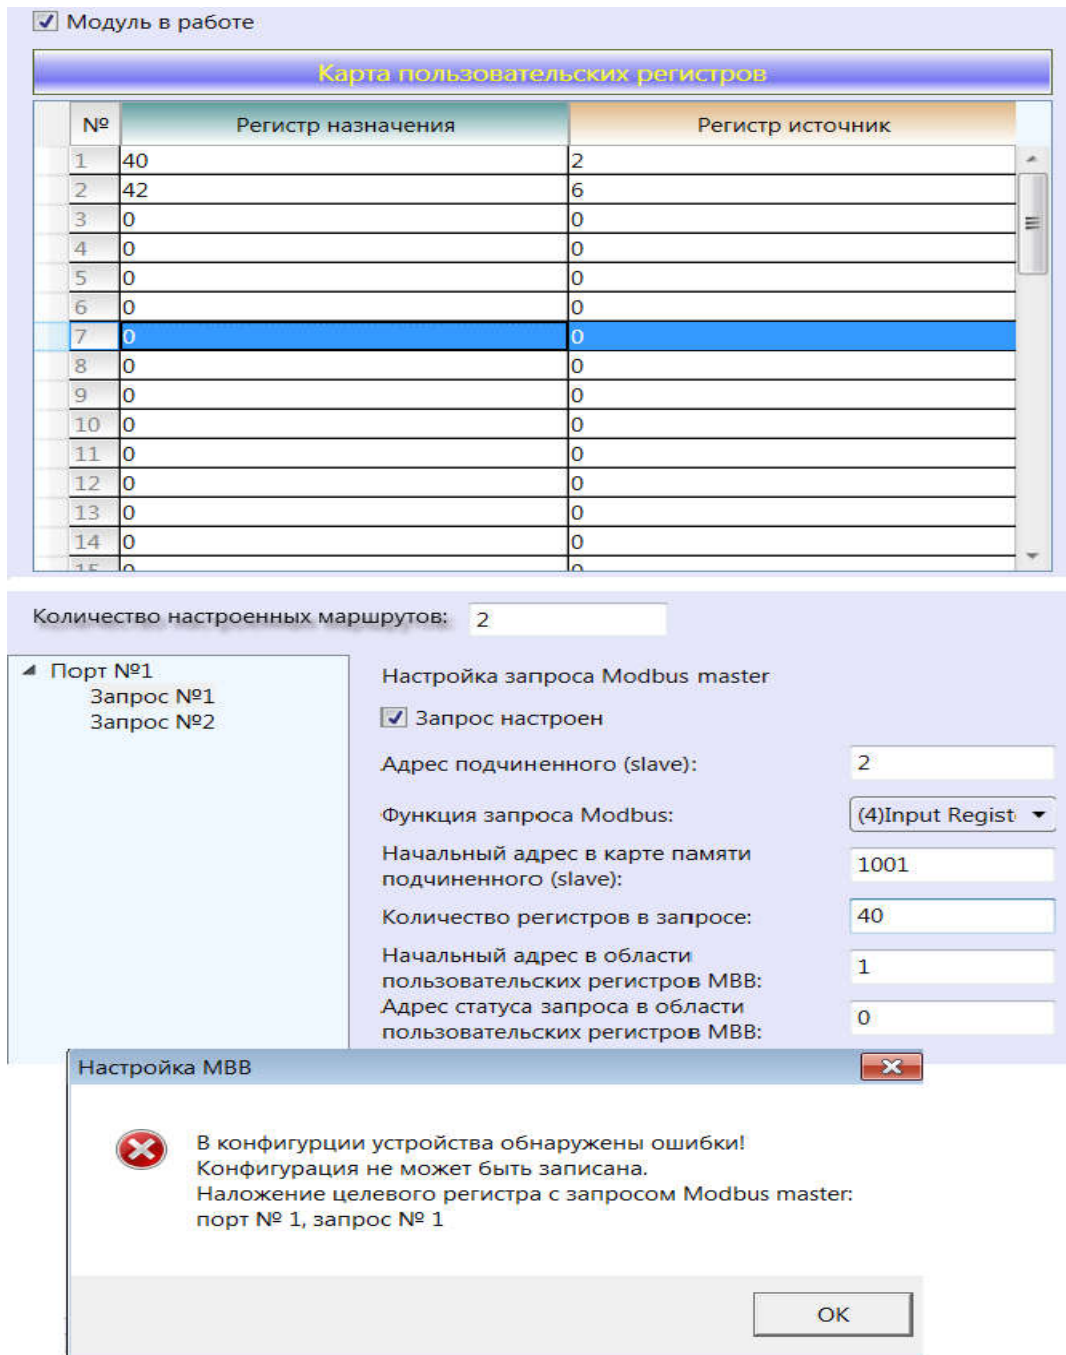 Модуль в работе
Карта пользовательских регистров
№ Регистр назначения Регистр источник
1 40 2
2 42 6
3 0 0
4 0 0
5 0 0
6 0 0
7 0 0
8 0 0
9 0 0
10 0 0
11 0 0
12 0 0
13 0 0
14 0 0
15 0 0
Количество настроенных маршрутов: 2
Порт №1
Запрос №1
Запрос №2
Настройка запроса Modbus master
Запрос настроен
Адрес подчиненного (slave): 2
Функция запроса Modbus: (4)Input Regist
Начальный адрес в карте памяти
подчиненного (slave): 1001
Количество регистров в запросе: 40
Начальный адрес в области
пользовательских регистров МВВ: 1
Адрес статуса запроса в области
пользовательских регистров МВВ: 0
Настройка МВВ
В конфигурции устройства обнаружены ошибки!
Конфигурация не может быть записана.
Наложение целевого регистра с запросом Modbus master:
порт № 1, запрос № 1
OK